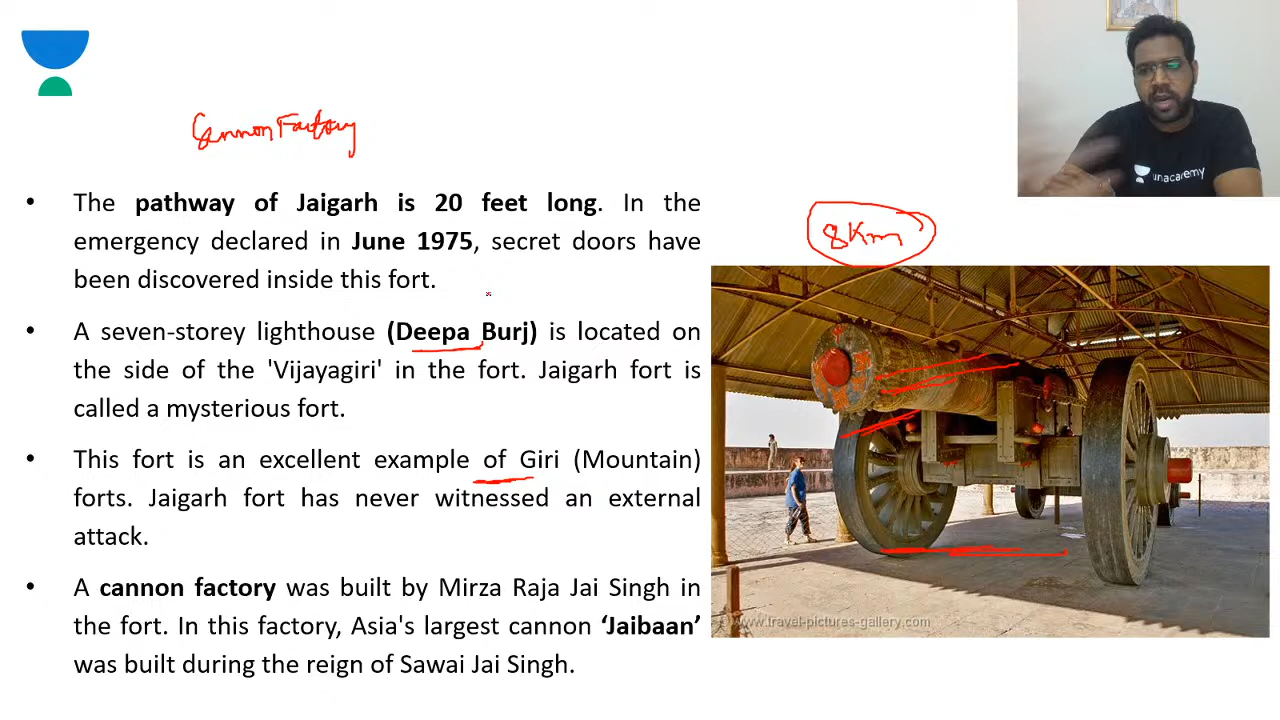 Cannon Factory
• The pathway of Jaigarh is 20 feet long. In the
emergency declared in June 1975, secret doors have
been discovered inside this fort.
• A seven-storey lighthouse (Deepa Burj) is located on
the side of the 'Vijayagiri' in the fort. Jaigarh fort is
called a mysterious fort.
• This fort is an excellent example of Giri (Mountain)
forts. Jaigarh fort has never witnessed an external
attack.
• A cannon factory was built by Mirza Raja Jai Singh in
the fort. In this factory, Asia's largest cannon ‘Jaibaan’
was built during the reign of Sawai Jai Singh.
unacademy
8Km
www.travel-pictures-gallery.com